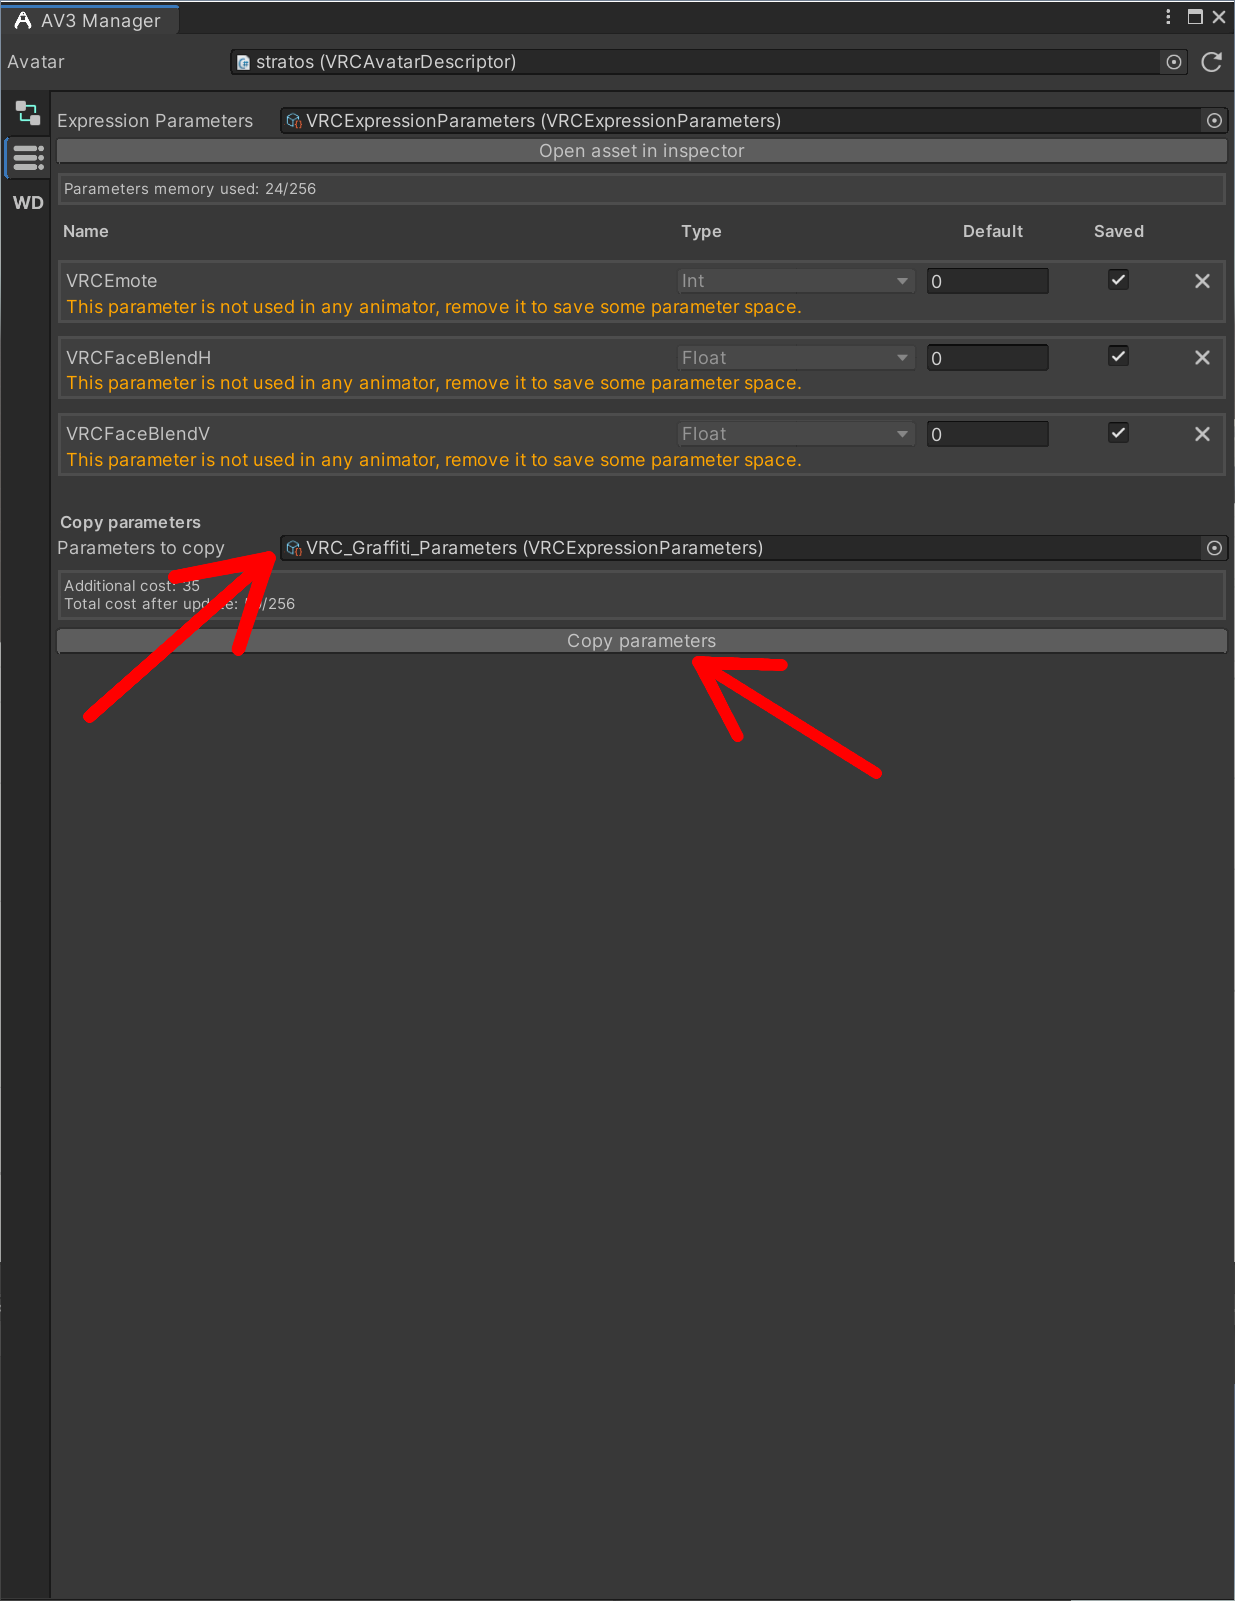 AV3 Manager
Avatar
stratos (VRCAvatarDescriptor)
Expression Parameters
VRCExpressionParameters (VRCExpressionParameters)
Open asset in inspector
WD
Parameters memory used: 24/256
Name Type Default Saved
VRCEmote Int 0
This parameter is not used in any animator, remove it to save some parameter space.
VRCFaceBlendH Float 0
This parameter is not used in any animator, remove it to save some parameter space.
VRCFaceBlendV Float 0
This parameter is not used in any animator, remove it to save some parameter space.
Copy parameters
Parameters to copy
VRC_Graffiti_Parameters (VRCExpressionParameters)
Additional cost: 35
Total cost after update: /256
Copy parameters